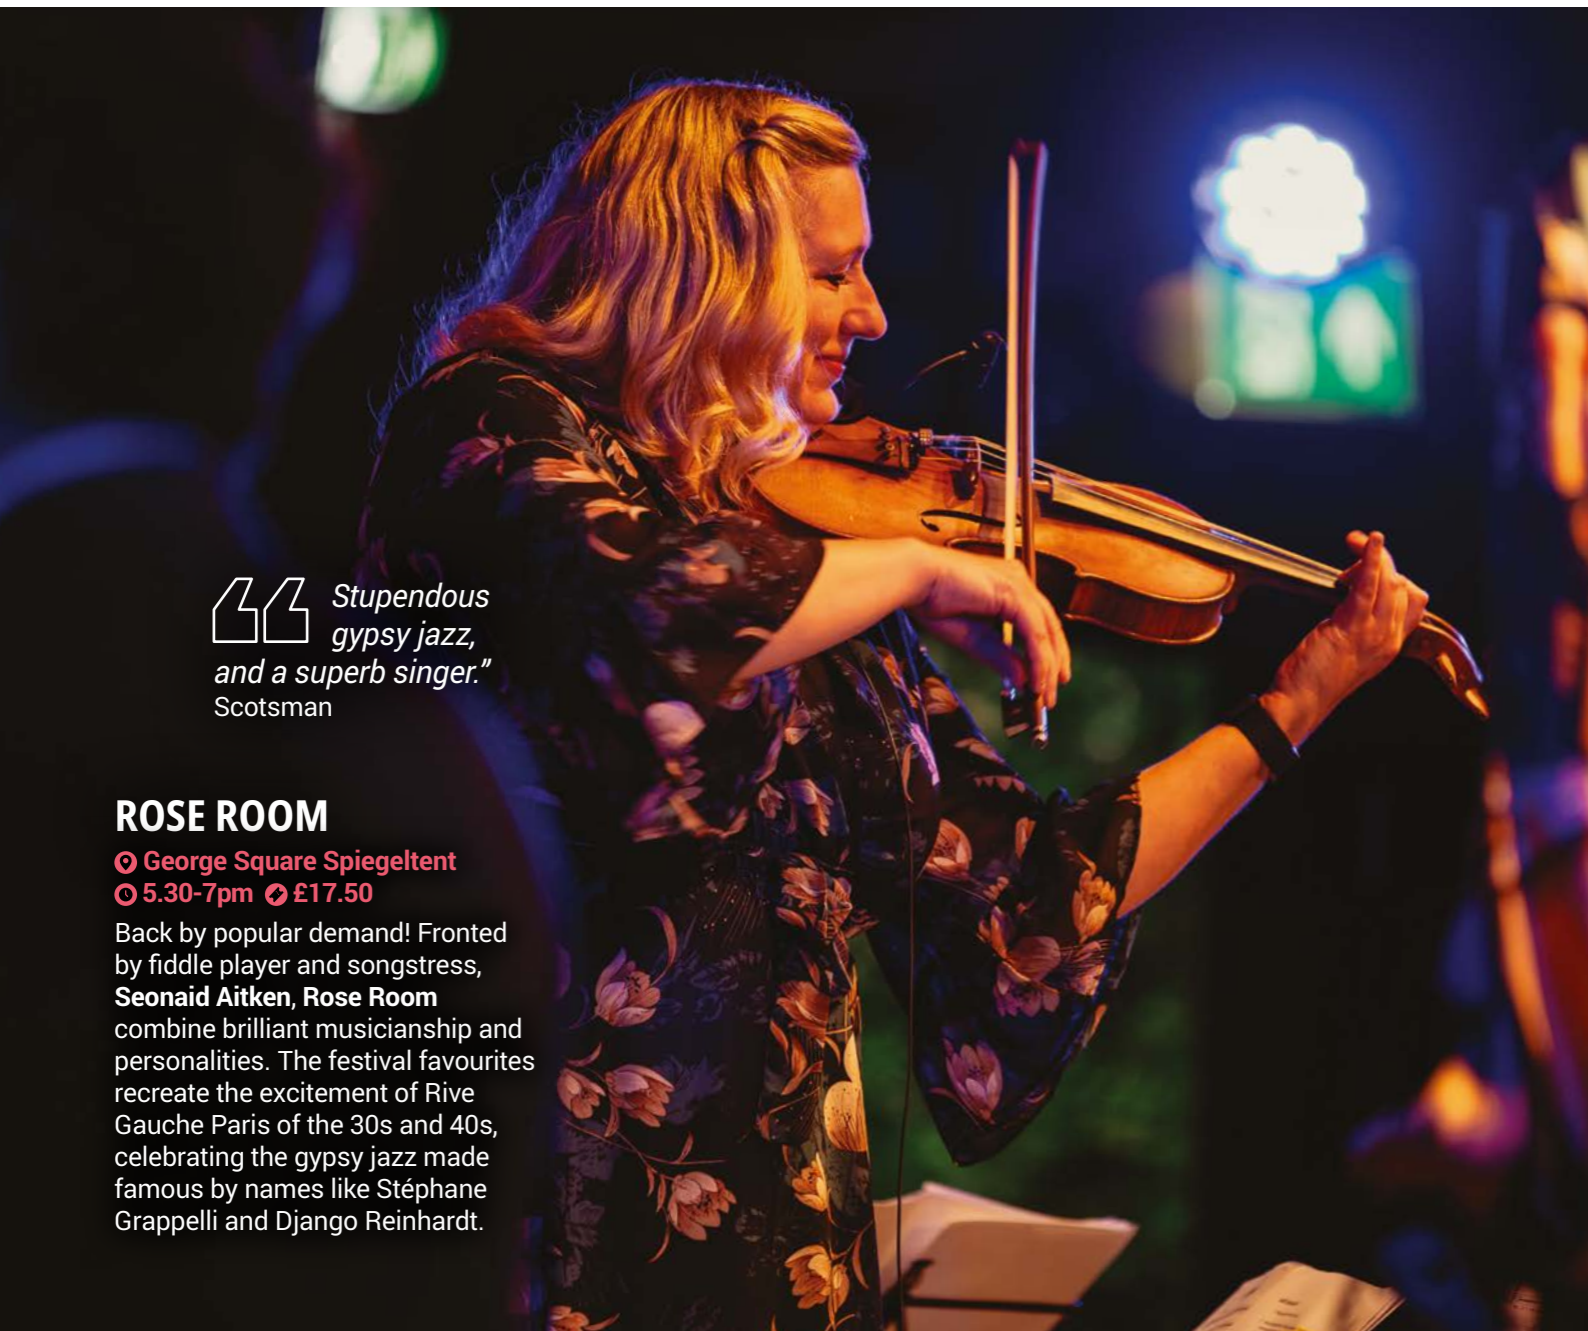 Stupendous
gypsy jazz,
and a superb singer.”
Scotsman
ROSE ROOM
George Square Spiegeltent
5.30-7pm £17.50
Back by popular demand! Fronted
by fiddle player and songstress,
Seonaid Aitken, Rose Room
combine brilliant musicianship and
personalities. The festival favourites
recreate the excitement of Rive
Gauche Paris of the 30s and 40s,
celebrating the gypsy jazz made
famous by names like Stéphane
Grappelli and Django Reinhardt.